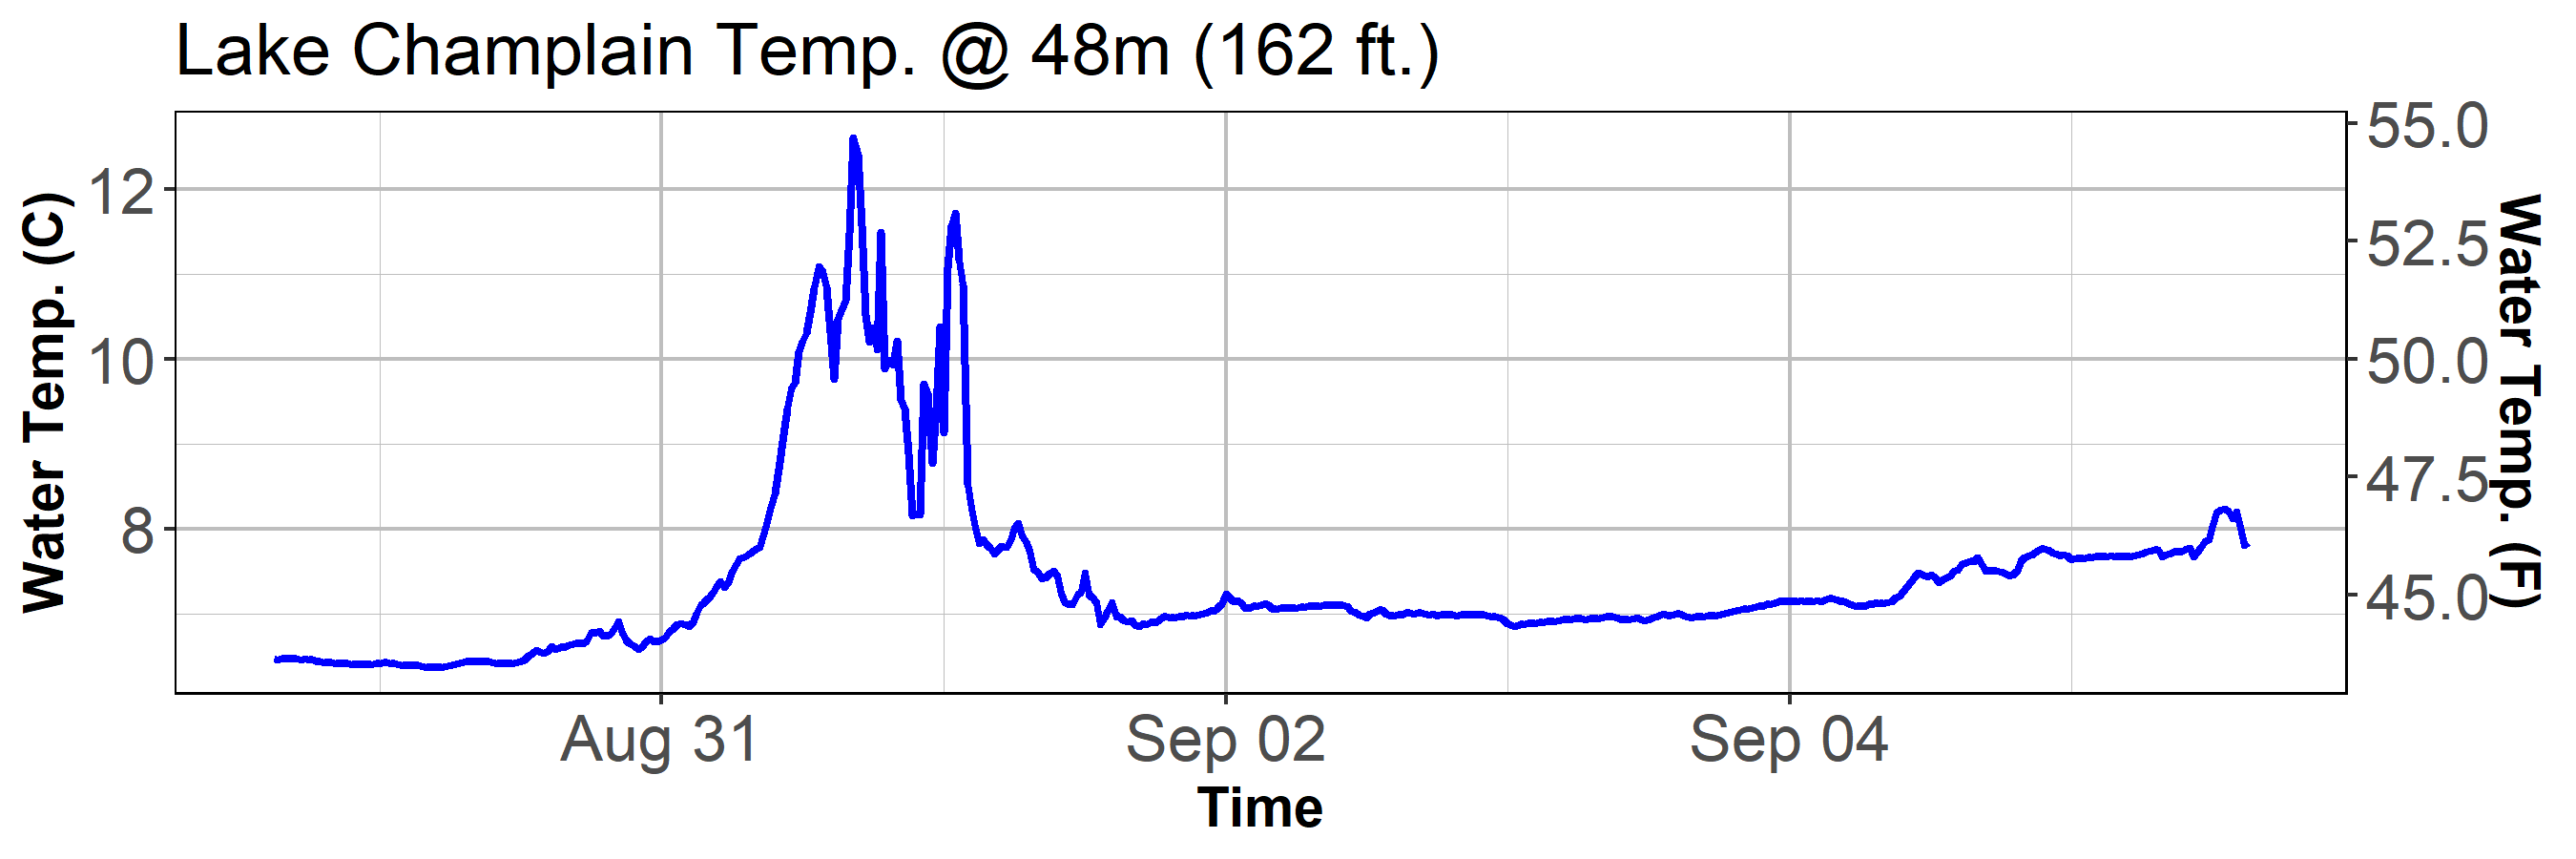 Lake Champlain Temp. @ 48m (162 ft.)
Water Temp. (C)
12
10
8
55.0
52.5
50.0
47.5
45.0
Water Temp. (F)
Aug 31
Sep 02
Sep 04
Time